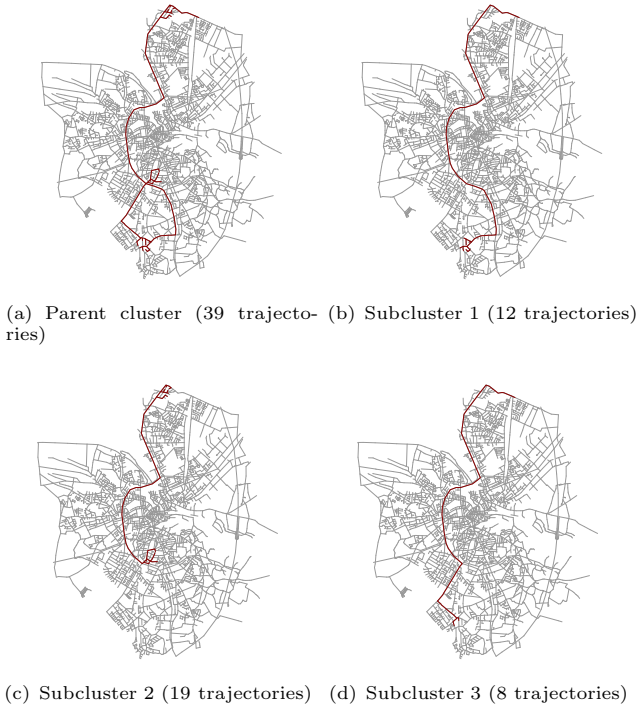 (a) Parent cluster (39 trajecto-
ries)
(b) Subcluster 1 (12 trajectories)
(c) Subcluster 2 (19 trajectories)
(d) Subcluster 3 (8 trajectories)